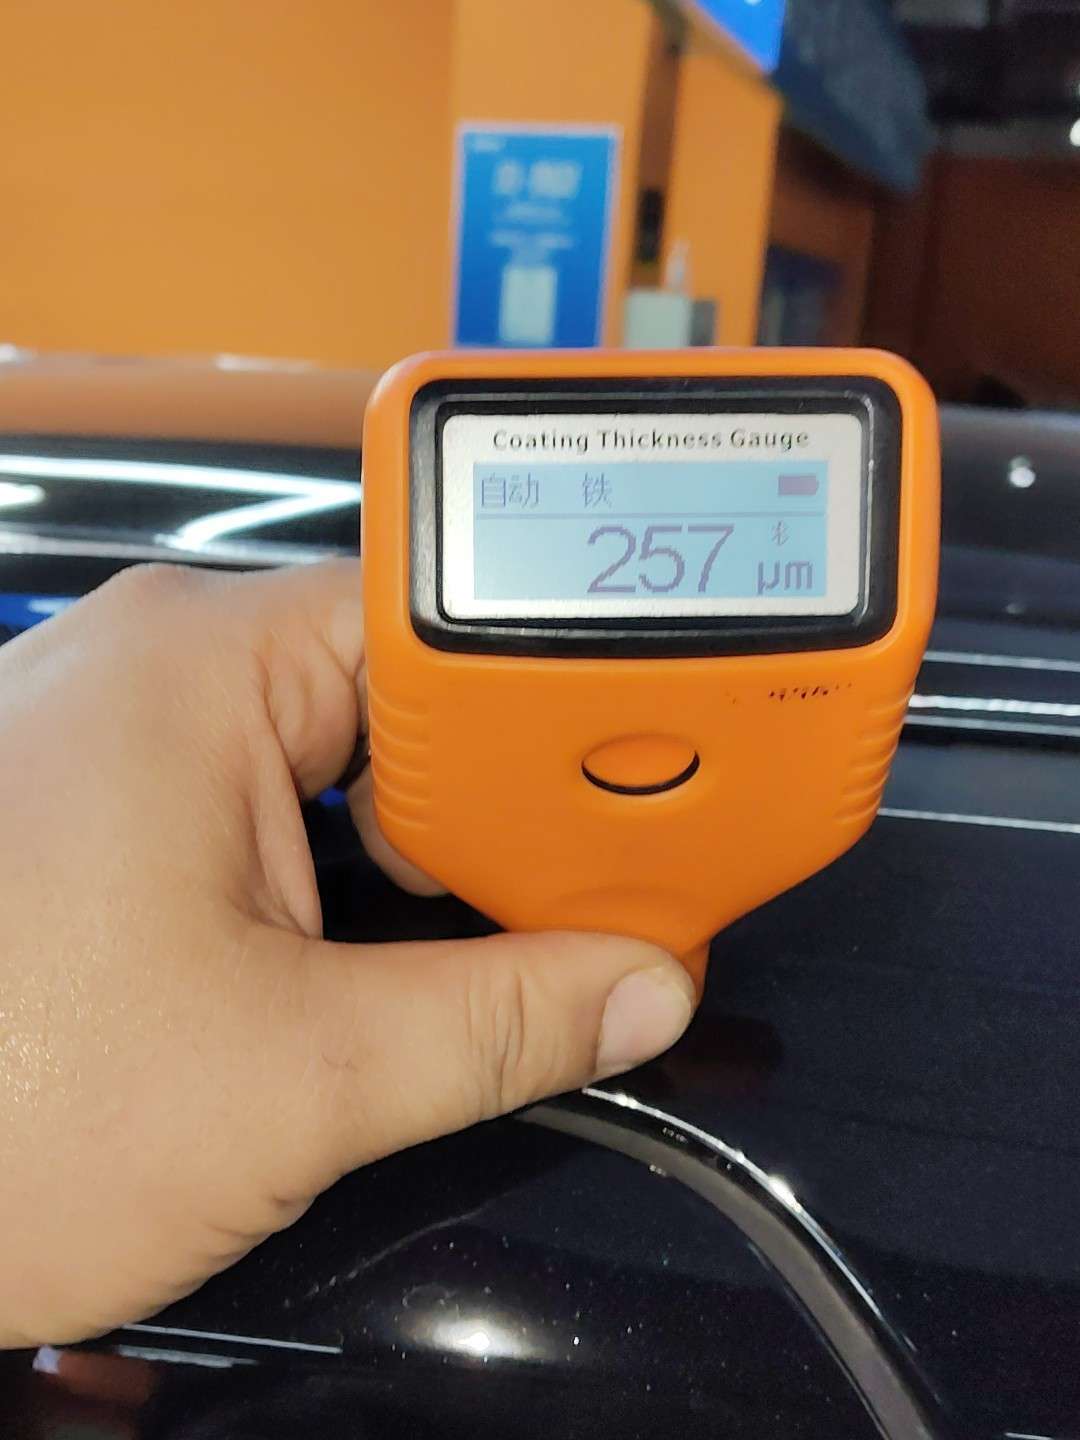 Coating Thickness Gauge
自动 铁
257 μm